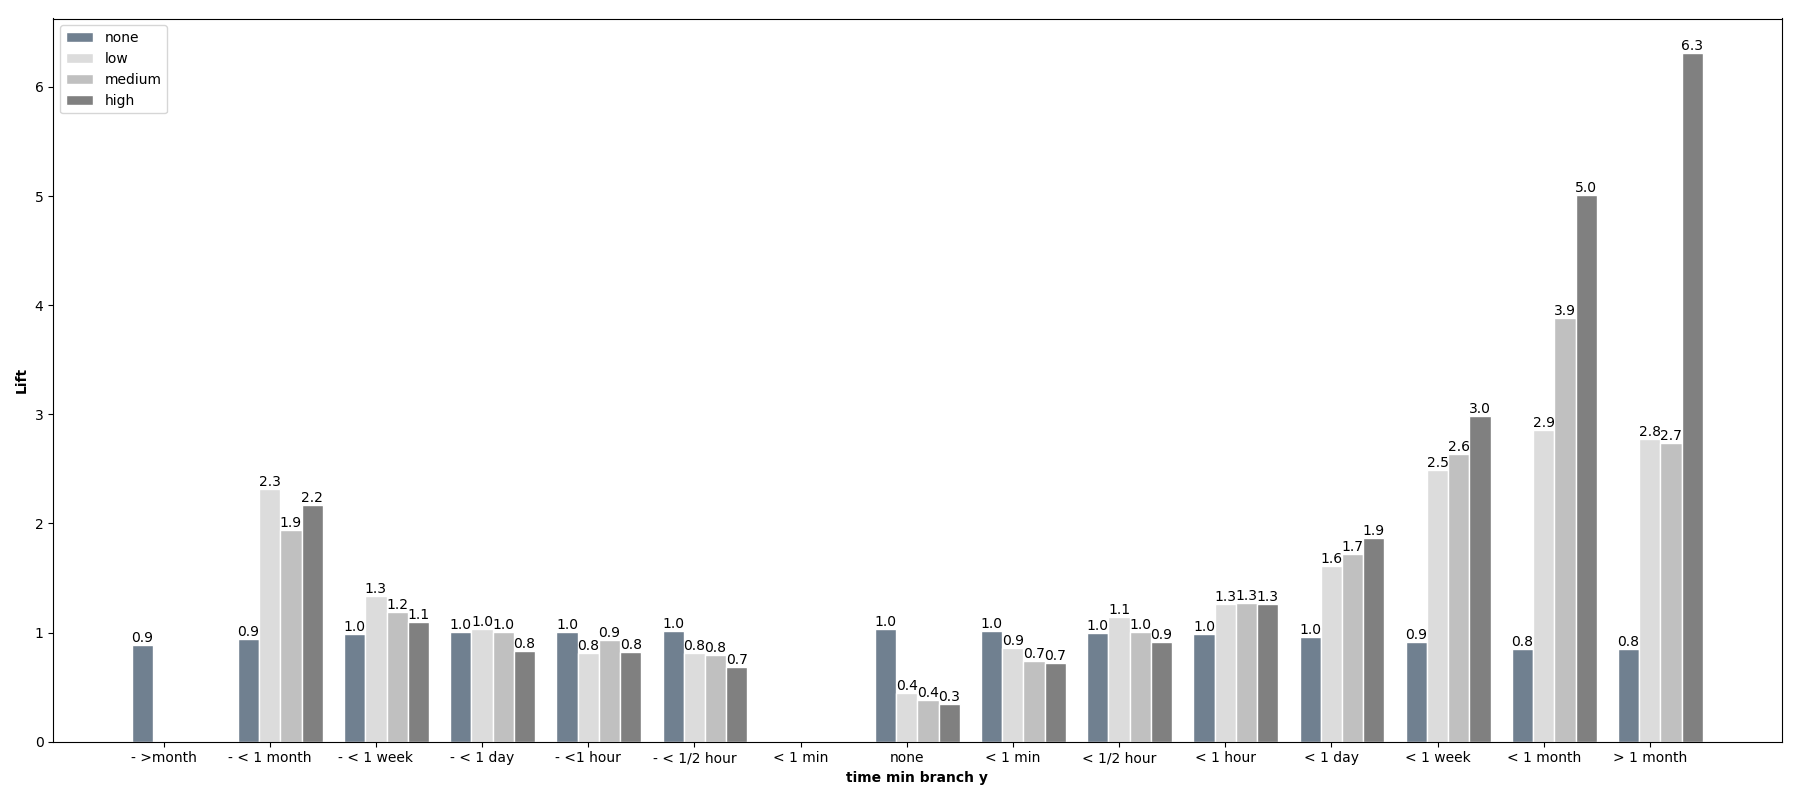 none
low
medium
high
Lift
6
5
4
3
2
1
0
0.9
0.9 2.3 1.9 2.2
1.0 1.3 1.2 1.1
1.0 1.0 1.0 0.8
1.0 0.8 0.9 0.8
1.0 0.8 0.8 0.7
1.0 0.4 0.4 0.3
1.0 0.9 0.7 0.7
1.0 1.1 1.0 0.9
1.0 1.3 1.3 1.3
1.0 1.6 1.7 1.9
0.9 2.5 2.6 3.0
0.8 2.9 3.9 5.0
0.8 2.8 2.7 6.3
- >month - < 1 month - < 1 week - < 1 day - <1 hour - < 1/2 hour < 1 min none < 1 min < 1/2 hour < 1 hour < 1 day < 1 week < 1 month > 1 month
time min branch y